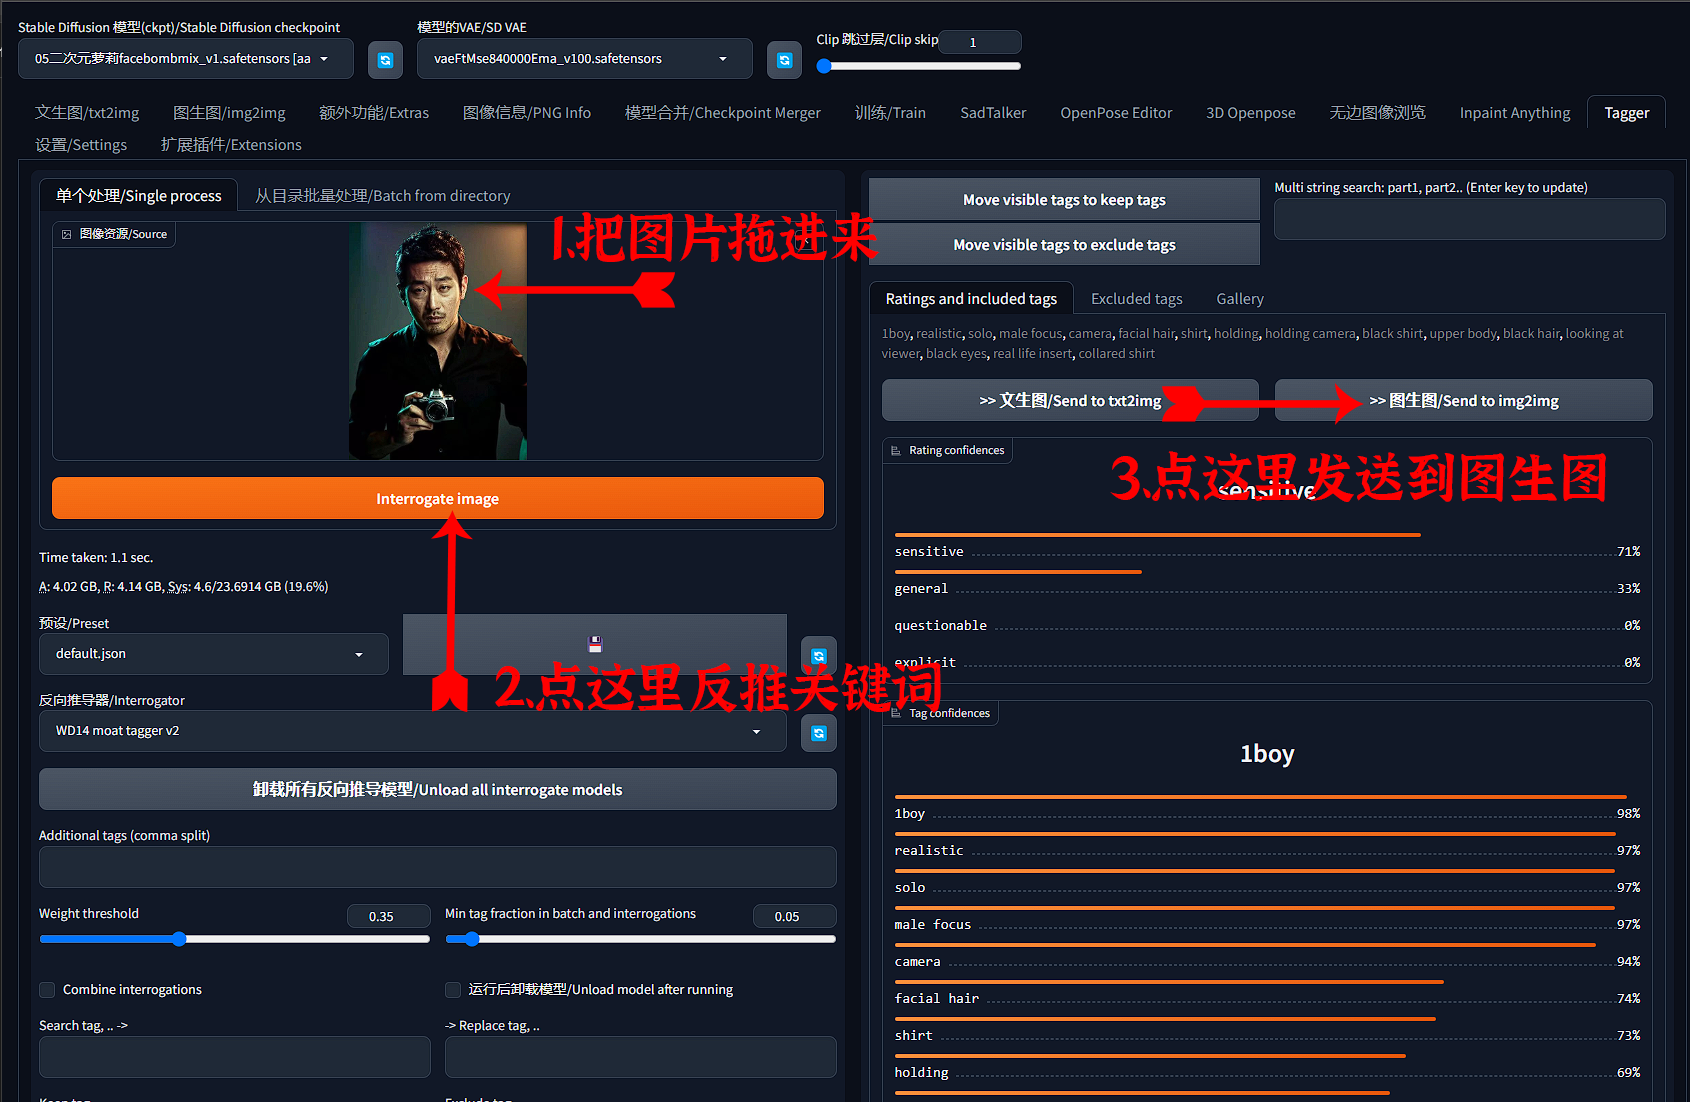 Stable Diffusion 模型(ckpt)/Stable Diffusion checkpoint
模型的VAE/SD VAE
Clip 跳过层/Clip skip
1
05二次元萝莉facebombmix_v1.safetensors [aa
vaeFtMse840000Ema_v100.safetensors
文生图/txt2img
图生图/img2img
额外功能/Extras
图像信息/PNG Info
模型合并/Checkpoint Merger
训练/Train
SadTalker
OpenPose Editor
3D Openpose
无边图像浏览
Inpaint Anything
Tagger
设置/Settings
扩展插件/Extensions
单个处理/Single process
从目录批量处理/Batch from directory
图像资源/Source
1.把图片拖进来
Interrogate image
Time taken: 1.1 sec.
A: 4.02 GB, R: 4.14 GB, Sys: 4.6/23.6914 GB (19.6%)
预设/Preset
default.json
2.点这里反推关键词
反向推导器/Interrogator
WD14 moat tagger v2
卸载所有反向推导模型/Unload all interrogate models
Additional tags (comma split)
Weight threshold
0.35
Min tag fraction in batch and interrogations
0.05
Combine interrogations
运行后卸载模型/Unload model after running
Search tag, .. ->
-> Replace tag, ..
Move visible tags to keep tags
Move visible tags to exclude tags
Multi string search: part1, part2.. (Enter key to update)
Ratings and included tags
Excluded tags
Gallery
1boy, realistic, solo, male focus, camera, facial hair, shirt, holding, holding camera, black shirt, upper body, black hair, looking at
viewer, black eyes, real life insert, collared shirt
>> 文生图/Send to txt2img
>> 图生图/Send to img2img
Rating confidences
3.点这里发送到图生图
sensitive
sensitive 71%
general 33%
questionable 0%
explicit 0%
Tag confidences
1boy
1boy 98%
realistic 97%
solo 97%
male focus 97%
camera 94%
facial hair 74%
shirt 73%
holding 69%